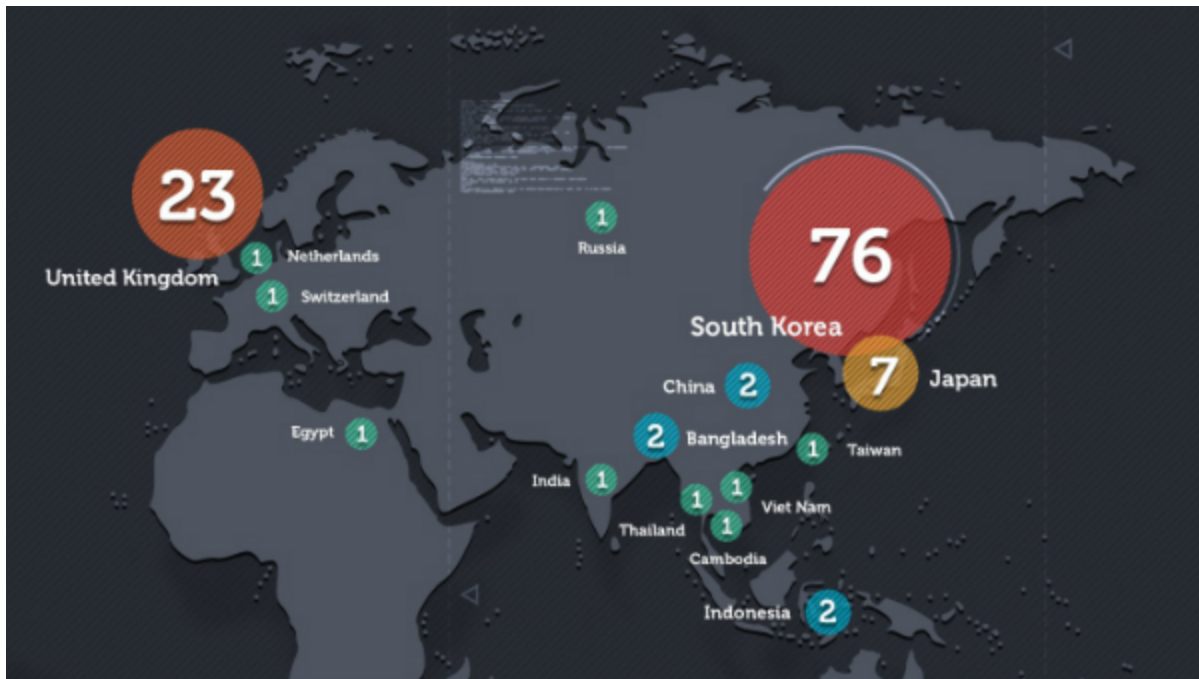 23
United Kingdom
1 Netherlands
1 Switzerland
1
Russia
76
South Korea
7 Japan
China 2
2 Bangladesh
Egypt 1
1 Taiwan
India 1
1
Thailand
1
Viet Nam
1
Cambodia
Indonesia 2